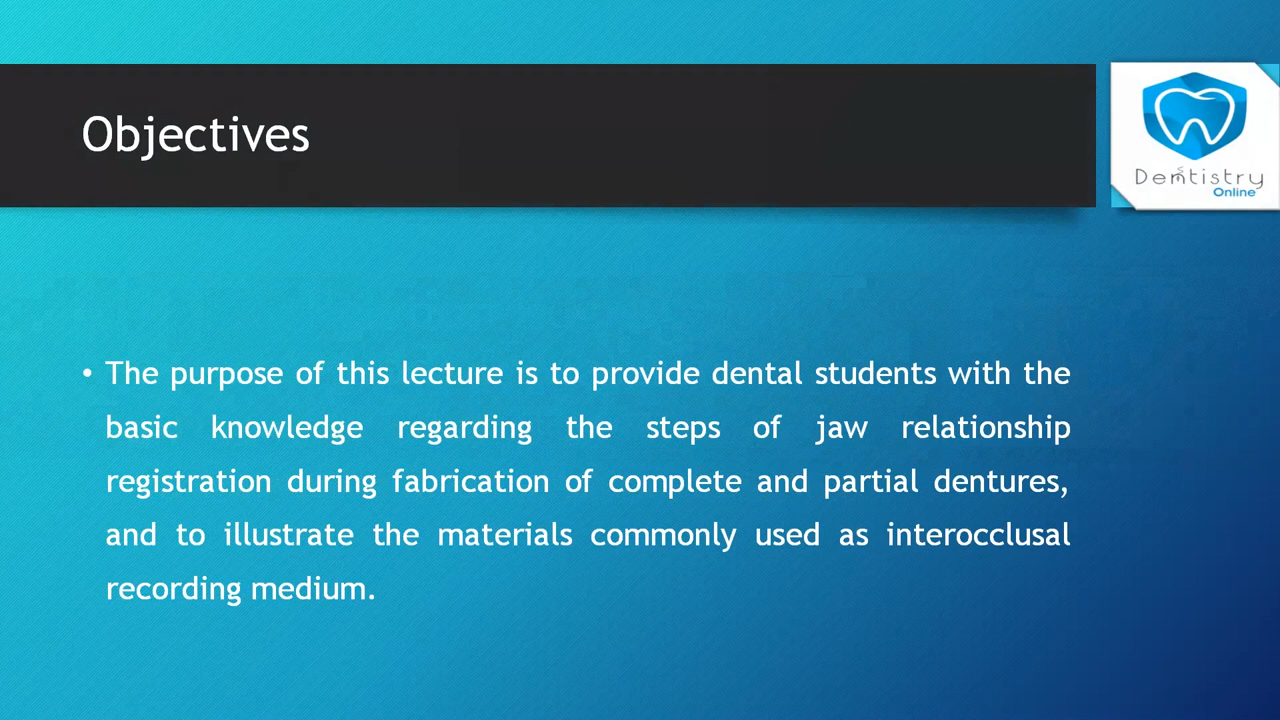 Objectives
Dentistry
Online
• The purpose of this lecture is to provide dental students with the
basic knowledge regarding the steps of jaw relationship
registration during fabrication of complete and partial dentures,
and to illustrate the materials commonly used as interocclusal
recording medium.